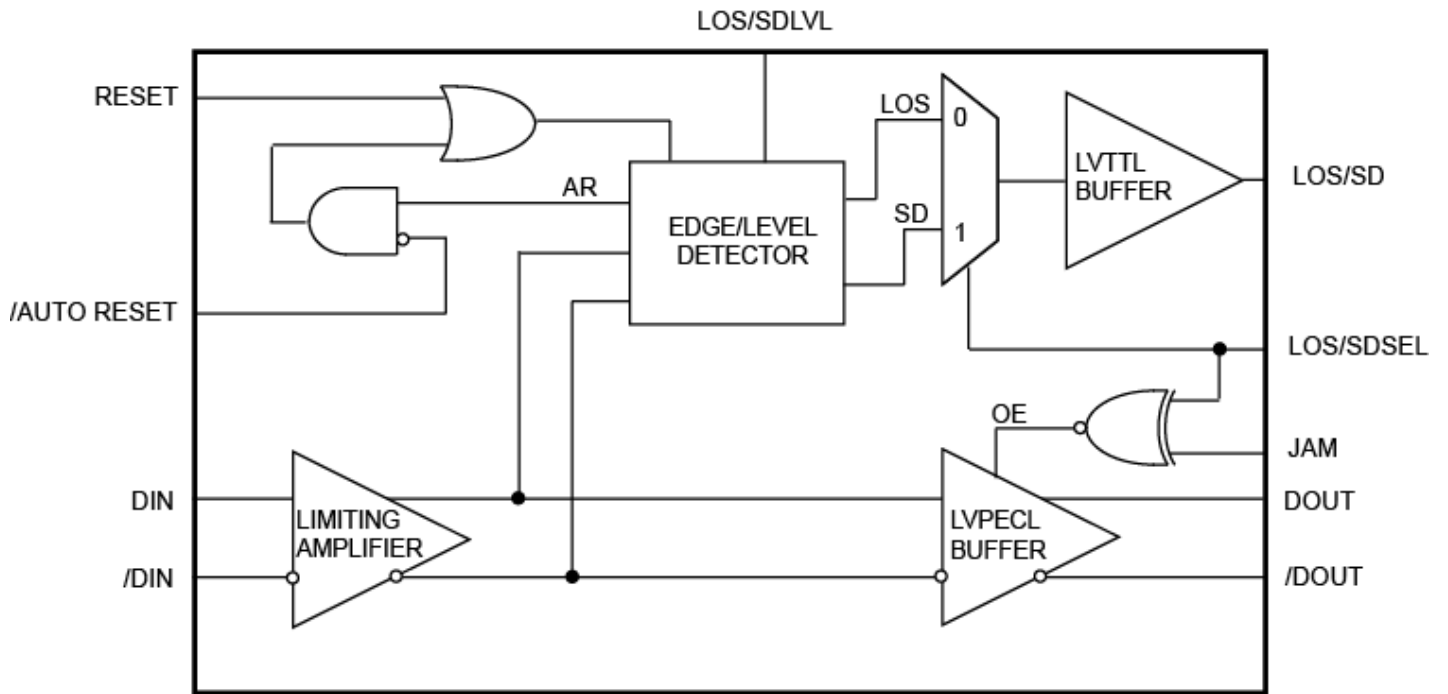 LOS/SDLVL
RESET
LOS
0
LVTTL
BUFFER
LOS/SD
AR
EDGE/LEVEL
DETECTOR
SD
1
/AUTO RESET
LOS/SDSEL
OE
JAM
DIN
LIMITING
AMPLIFIER
LVPECL
BUFFER
DOUT
/DIN
/DOUT